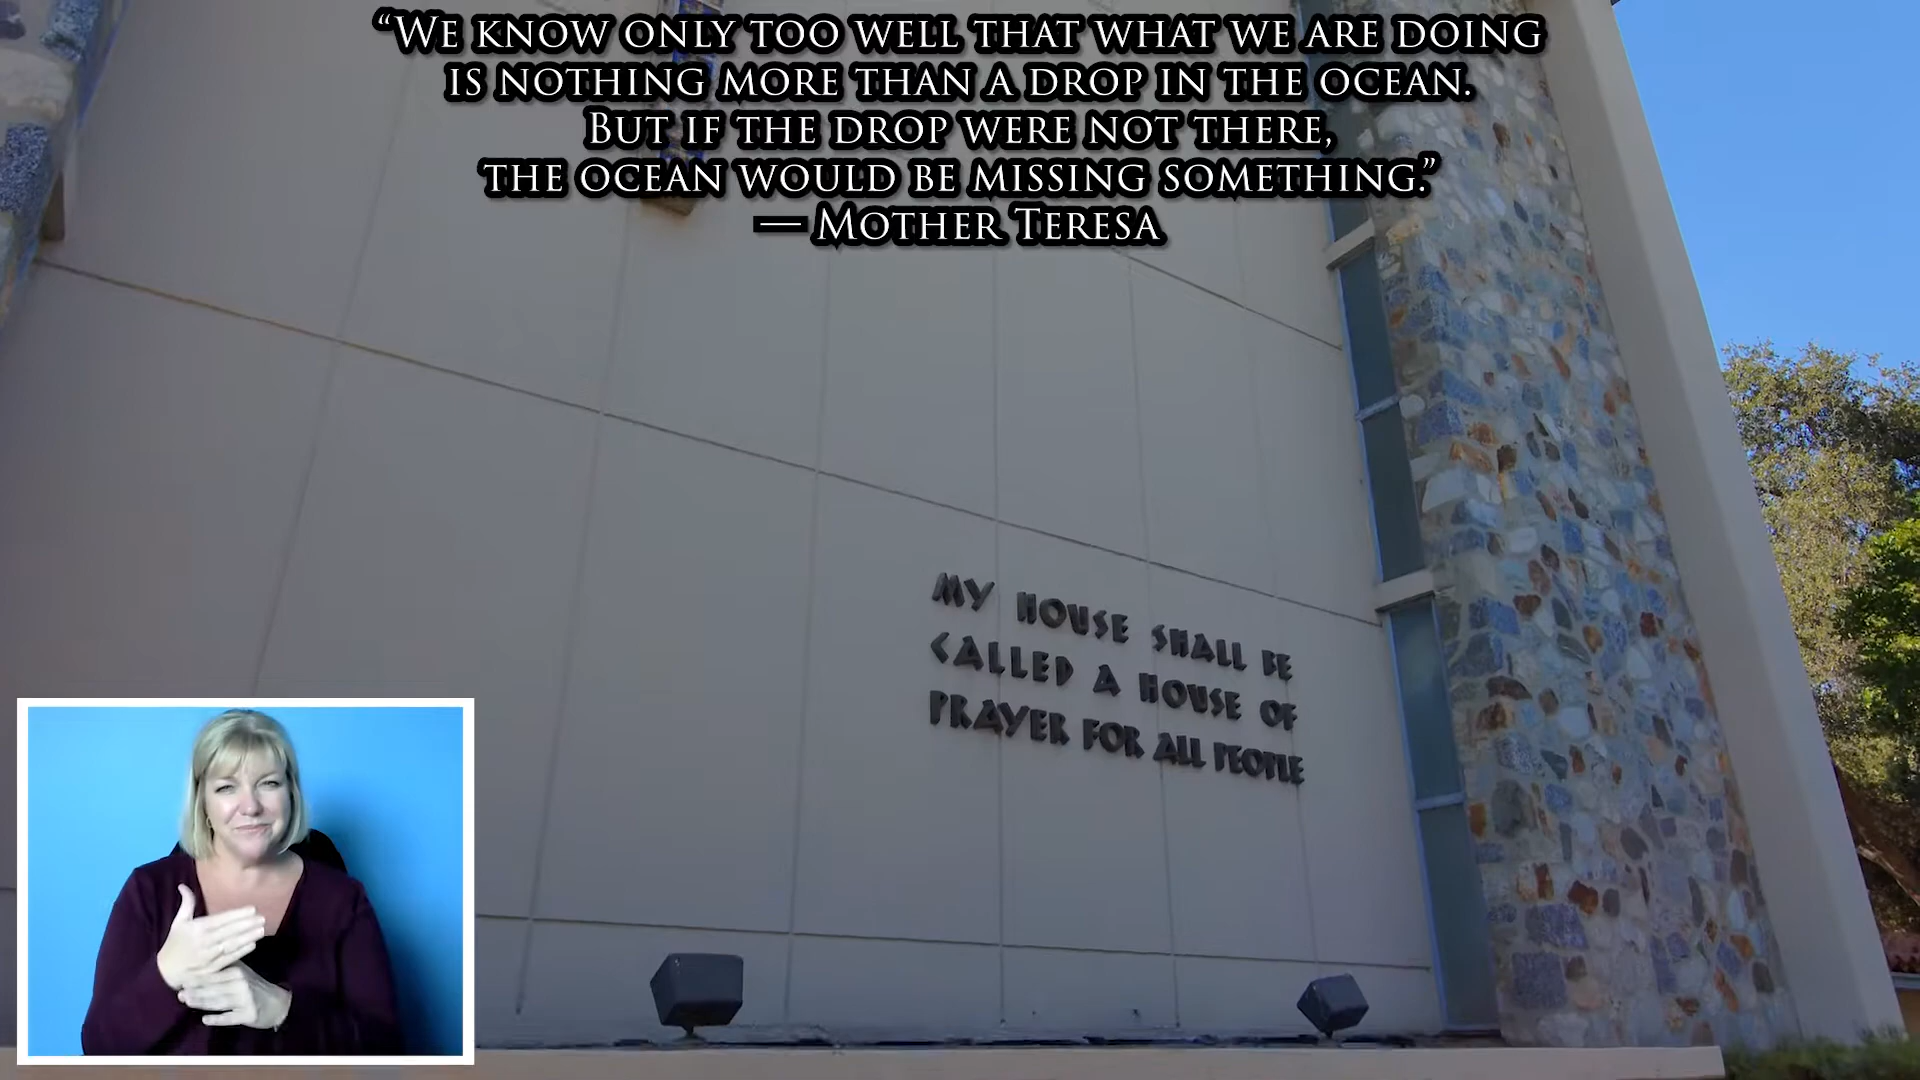 “We know only too well that what we are doing
is nothing more than a drop in the ocean.
But if the drop were not there,
the ocean would be missing something.”
— Mother Teresa
MY HOUSE SHALL BE
CALLED A HOUSE OF
PRAYER FOR ALL PEOPLE